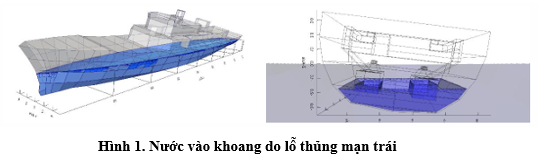 Hình 1. Nước vào khoang do lỗ thủng mạn trái